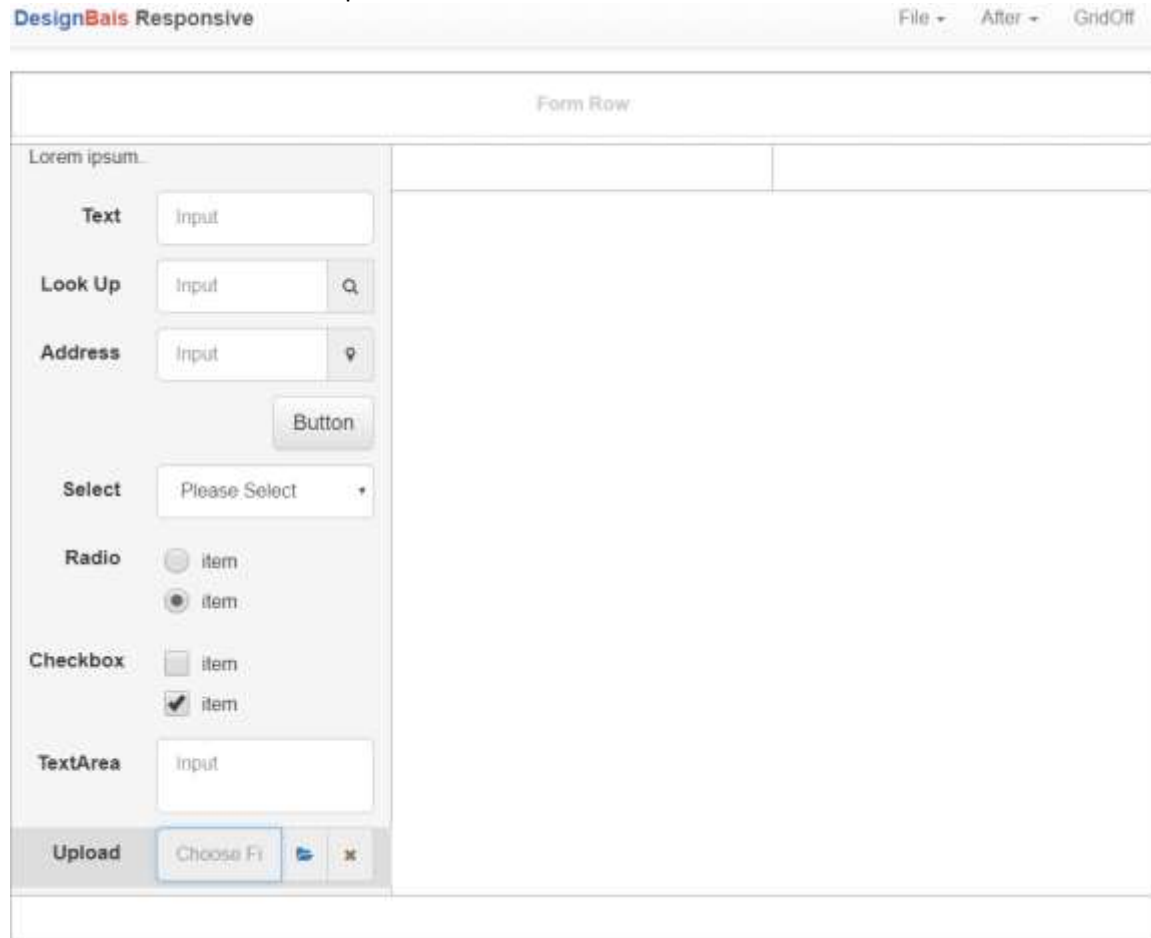 DesignBais Responsive
File
After
GridOff
Form Row
Lorem ipsum..
Text
Input
Look Up
Input
Address
Input
Button
Select
Please Select
Radio
item
item
Checkbox
item
item
TextArea
Input
Upload
Choose Fi